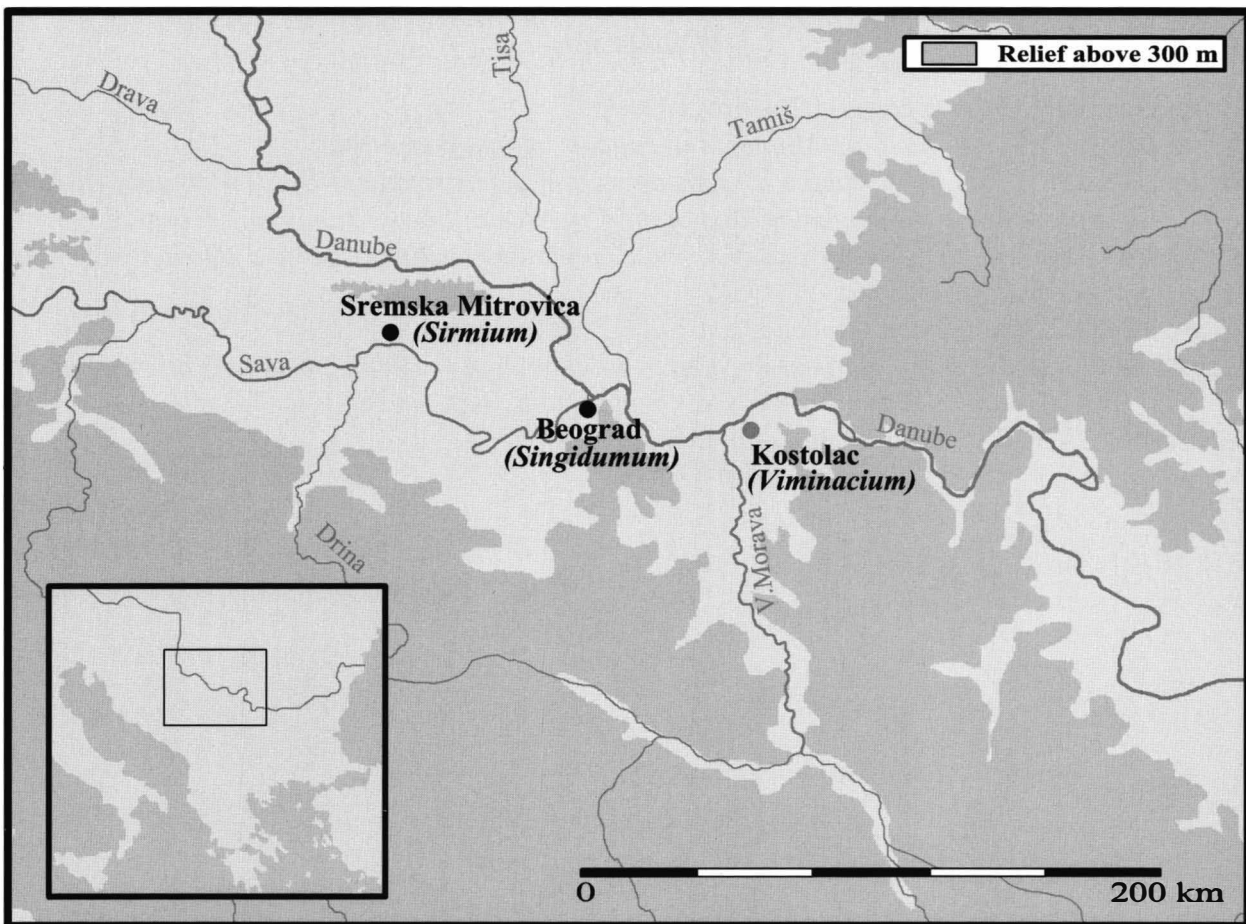 Relief above 300 m
Tisa
Drava
Tamiš
Danube
Sremska Mitrovica
(Sirmium)
Sava
Beograd
(Singidumum)
Danube
Kostolac
(Viminacium)
Drina
V.Morava
0
200 km